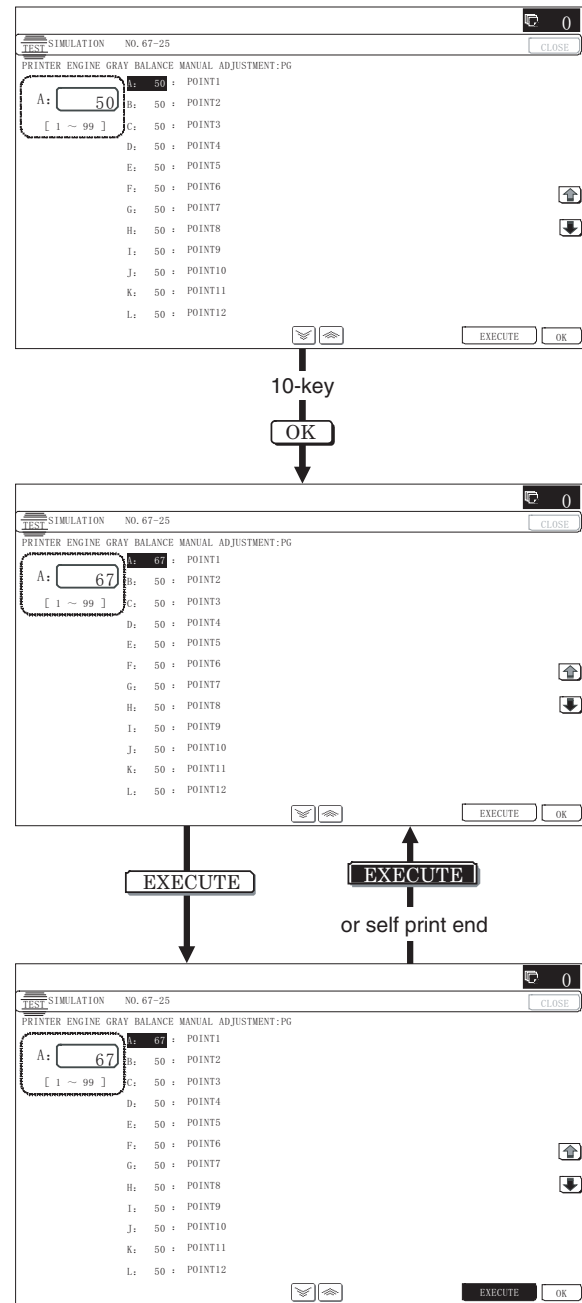 0
TEST SIMULATION NO.67-25 CLOSE
PRINTER ENGINE GRAY BALANCE MANUAL ADJUSTMENT:PG
A: 50
[ 1 ~ 99 ]
A: 50 : POINT1
B: 50 : POINT2
C: 50 : POINT3
D: 50 : POINT4
E: 50 : POINT5
F: 50 : POINT6
G: 50 : POINT7
H: 50 : POINT8
I: 50 : POINT9
J: 50 : POINT10
K: 50 : POINT11
L: 50 : POINT12
EXECUTE OK
10-key
OK
0
TEST SIMULATION NO.67-25 CLOSE
PRINTER ENGINE GRAY BALANCE MANUAL ADJUSTMENT:PG
A: 67
[ 1 ~ 99 ]
A: 67 : POINT1
B: 50 : POINT2
C: 50 : POINT3
D: 50 : POINT4
E: 50 : POINT5
F: 50 : POINT6
G: 50 : POINT7
H: 50 : POINT8
I: 50 : POINT9
J: 50 : POINT10
K: 50 : POINT11
L: 50 : POINT12
EXECUTE OK
EXECUTE
EXECUTE
or self print end
0
TEST SIMULATION NO.67-25 CLOSE
PRINTER ENGINE GRAY BALANCE MANUAL ADJUSTMENT:PG
A: 67
[ 1 ~ 99 ]
A: 67 : POINT1
B: 50 : POINT2
C: 50 : POINT3
D: 50 : POINT4
E: 50 : POINT5
F: 50 : POINT6
G: 50 : POINT7
H: 50 : POINT8
I: 50 : POINT9
J: 50 : POINT10
K: 50 : POINT11
L: 50 : POINT12
EXECUTE OK